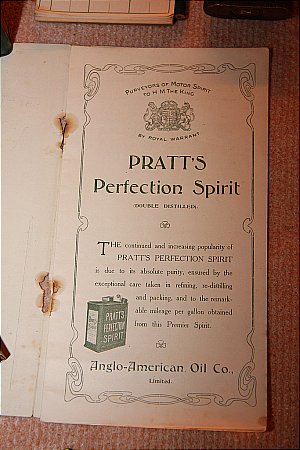 PURVEYORS OF MOTOR SPIRIT
TO H M THE KING
BY ROYAL WARRANT
PRATT'S
Perfection Spirit
(DOUBLE DISTILLED).
THE continued and increasing popularity of
PRATT'S PERFECTION SPIRIT
is due to its absolute purity, ensured by the
exceptional care taken in refining, re-distilling
and packing, and to the remark-
able mileage per gallon obtained
from this Premier Spirit.
PRATT'S
PERFECTION
SPIRIT
Anglo-American Oil Co.,
Limited.